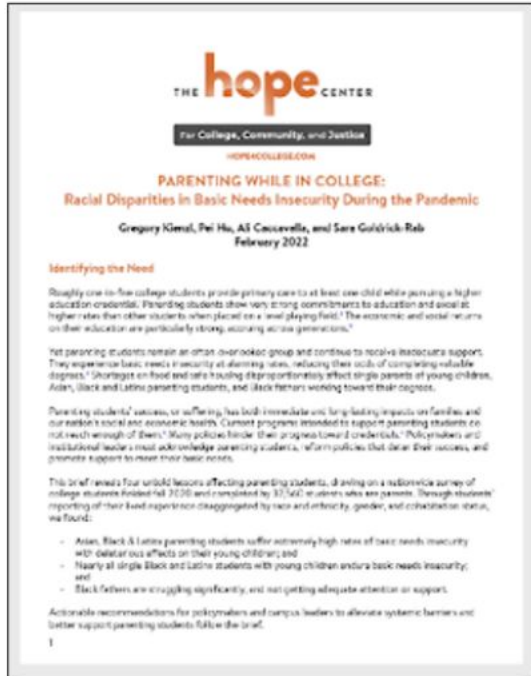 THE hope CENTER
For College, Community, and Justice
HOPE4COLLEGE.COM
PARENTING WHILE IN COLLEGE:
Racial Disparities in Basic Needs Insecurity During the Pandemic
Gregory Kienzl, Pei Hu, Ali Caccavella, and Sara Goldrick-Rab
February 2022
Identifying the Need
Roughly one-in-five college students provide primary care to at least one child while pursuing a higher
education credential. Parenting students show very strong commitments to education and excel at
higher rates than other students when placed on a level playing field. The economic and social returns
on their education are particularly strong, accruing across generations.
Yet parenting students remain an often-overlooked group and continue to receive inadequate support.
They experience basic needs insecurity at alarming rates, reducing their odds of completing valuable
degrees. Shortages on food and safe housing disproportionately affect single parents of young children,
Asian, Black and Latinx parenting students, and Black fathers working toward their degrees.
Parenting students' success, or suffering, has both immediate and long-lasting impacts on families and
our nation's social and economic health. Current programs intended to support parenting students do
not reach enough of them. Many policies hinder their progress toward credentials. Policymakers and
institutional leaders must acknowledge parenting students, reform policies that deter their success, and
promote support to meet their basic needs.
This brief reveals four untold lessons affecting parenting students, drawing on a nationwide survey of
college students fielded fall 2020 and completed by 32,560 students who are parents. Through students'
reporting of their lived experience disaggregated by race and ethnicity, gender, and cohabitation status,
we found:
- Asian, Black & Latinx parenting students suffer extremely high rates of basic needs insecurity
with deleterious effects on their young children; and
- Nearly all single Black and Latinx students with young children endure basic needs insecurity;
and
- Black fathers are struggling significantly, and not getting adequate attention or support.
Actionable recommendations for policymakers and campus leaders to alleviate systemic barriers and
better support parenting students follow the brief.
1